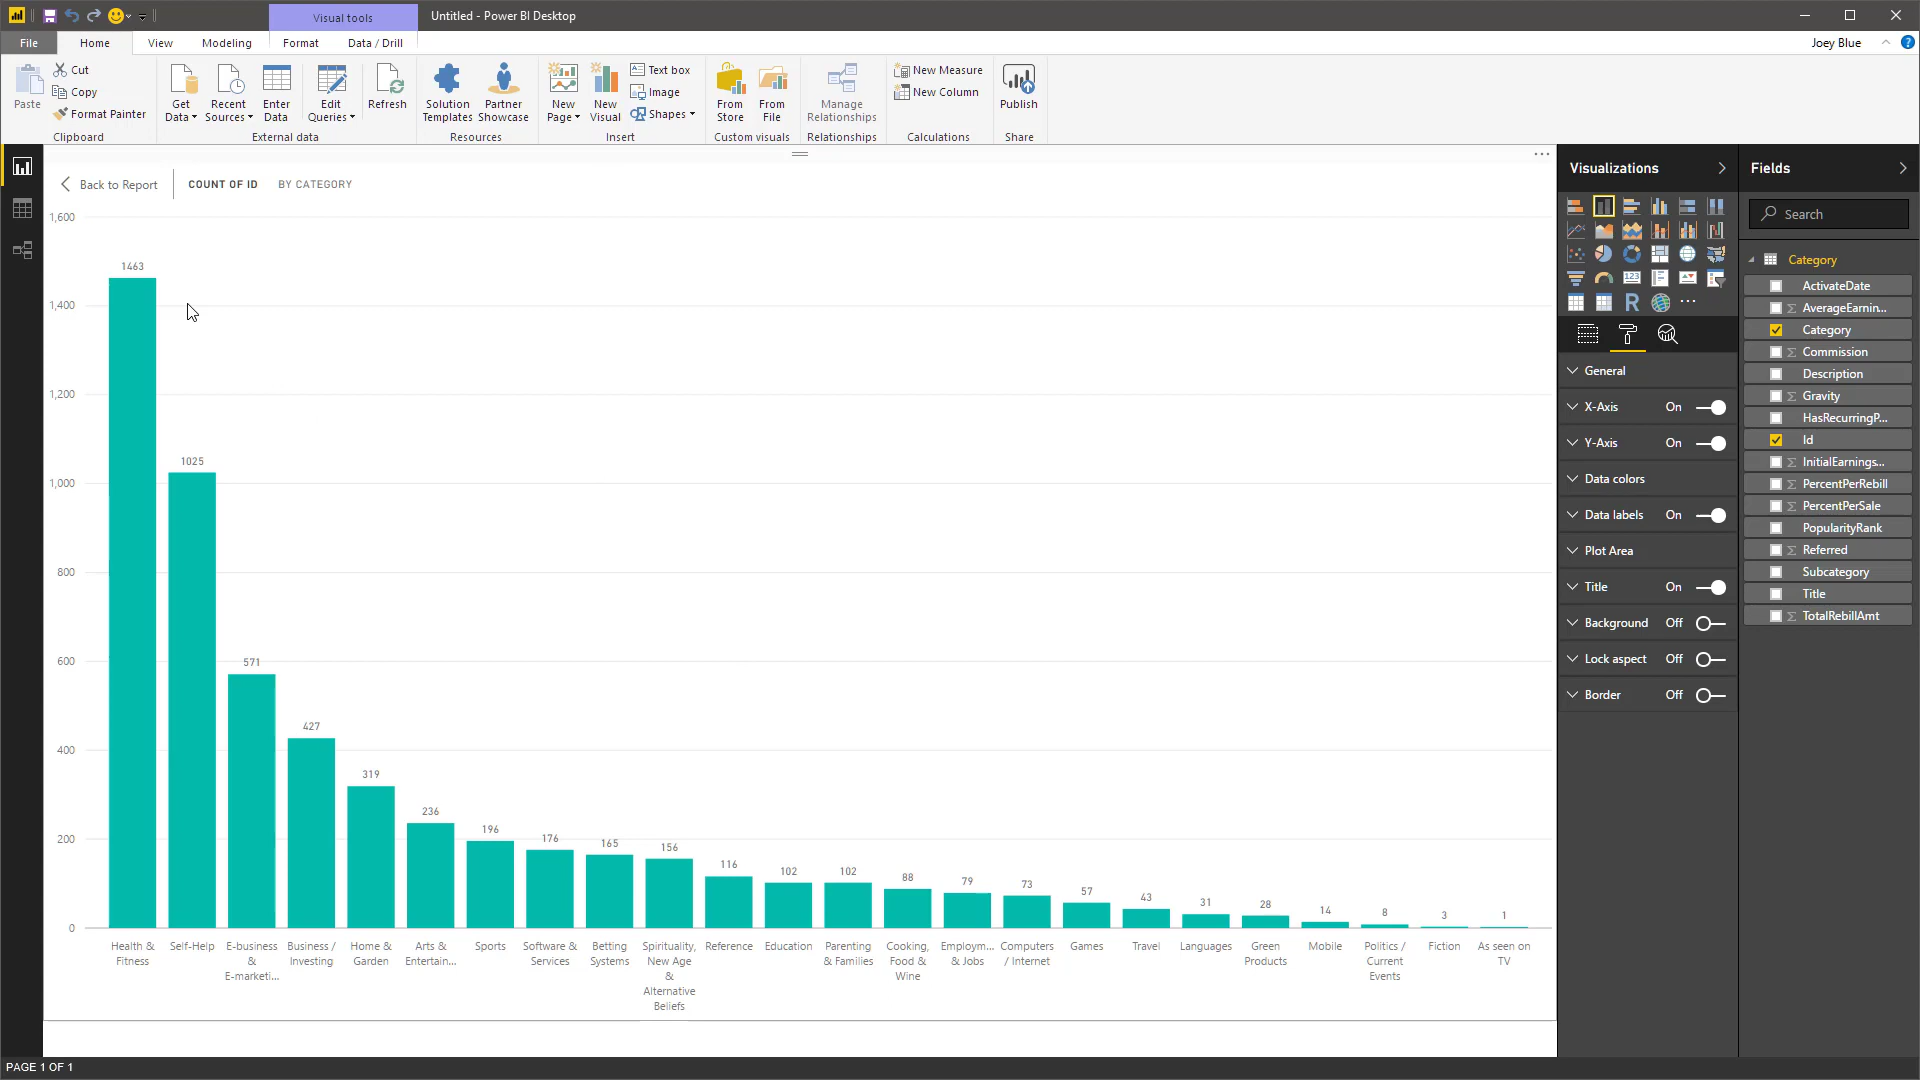 Visual tools
Untitled - Power BI Desktop
File
Home
View
Modeling
Format
Data / Drill
Joey Blue
?
Paste
Cut
Copy
Format Painter
Clipboard
Get Data
Recent Sources
Enter Data
Edit Queries
Refresh
External data
Solution Templates
Partner Showcase
Resources
New Page
New Visual
Text box
Image
Shapes
Insert
From Store
From File
Custom visuals
Manage Relationships
Relationships
New Measure
New Column
Calculations
Publish
Share
Back to Report
COUNT OF ID
BY CATEGORY
1,600
1,400
1,200
1,000
800
600
400
200
0
1463
1025
571
427
319
236
196
176
165
156
116
102
102
88
79
73
57
43
31
28
14
8
3
1
Health & Fitness
Self-Help
E-business & E-marketi...
Business / Investing
Home & Garden
Arts & Entertain...
Sports
Software & Services
Betting Systems
Spirituality, New Age & Alternative Beliefs
Reference
Education
Parenting & Families
Cooking, Food & Wine
Employm... & Jobs
Computers / Internet
Games
Travel
Languages
Green Products
Mobile
Politics / Current Events
Fiction
As seen on TV
Visualizations
123
R
General
X-Axis On
Y-Axis On
Data colors
Data labels On
Plot Area
Title On
Background Off
Lock aspect Off
Border Off
Fields
Search
Category
ActivateDate
Σ AverageEarnin...
Category
Σ Commission
Description
Σ Gravity
HasRecurringP...
Id
Σ InitialEarnings...
Σ PercentPerRebill
Σ PercentPerSale
PopularityRank
Σ Referred
Subcategory
Title
Σ TotalRebillAmt
PAGE 1 OF 1